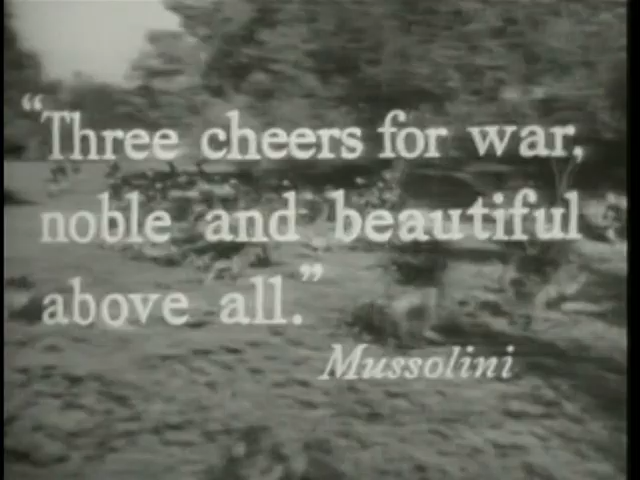 “Three cheers for war,
noble and beautiful
above all.”
Mussolini